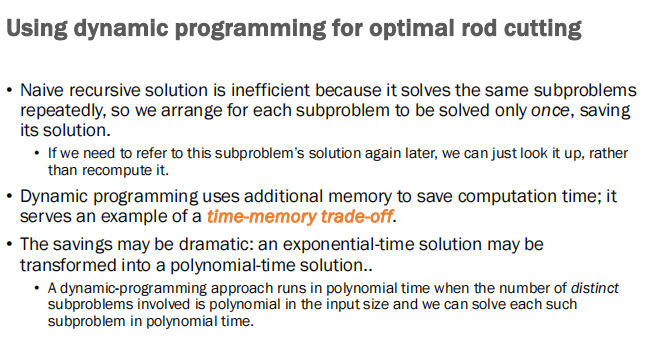 Using dynamic programming for optimal rod cutting
• Naive recursive solution is inefficient because it solves the same subproblems
repeatedly, so we arrange for each subproblem to be solved only once, saving
its solution.
• If we need to refer to this subproblem's solution again later, we can just look it up, rather
than recompute it.
• Dynamic programming uses additional memory to save computation time; it
serves an example of a time-memory trade-off.
• The savings may be dramatic: an exponential-time solution may be
transformed into a polynomial-time solution..
• A dynamic-programming approach runs in polynomial time when the number of distinct
subproblems involved is polynomial in the input size and we can solve each such
subproblem in polynomial time.